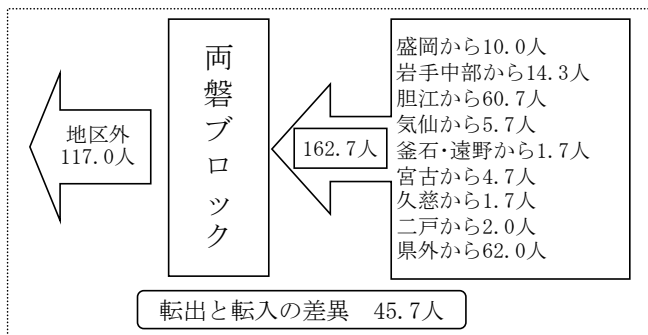 地区外
117.0人
両磐ブロック
162.7人
盛岡から10.0人
岩手中部から14.3人
胆江から60.7人
気仙から5.7人
釜石・遠野から1.7人
宮古から4.7人
久慈から1.7人
二戸から2.0人
県外から62.0人
転出と転入の差異　45.7人